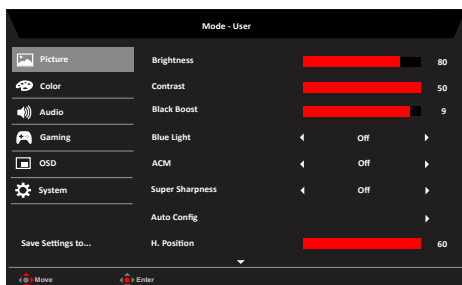 Mode - User
Picture Brightness 80
Color Contrast 50
Audio Black Boost 9
Gaming Blue Light Off
OSD ACM Off
System Super Sharpness Off
Auto Config
Save Settings to... H. Position 60
Move Enter